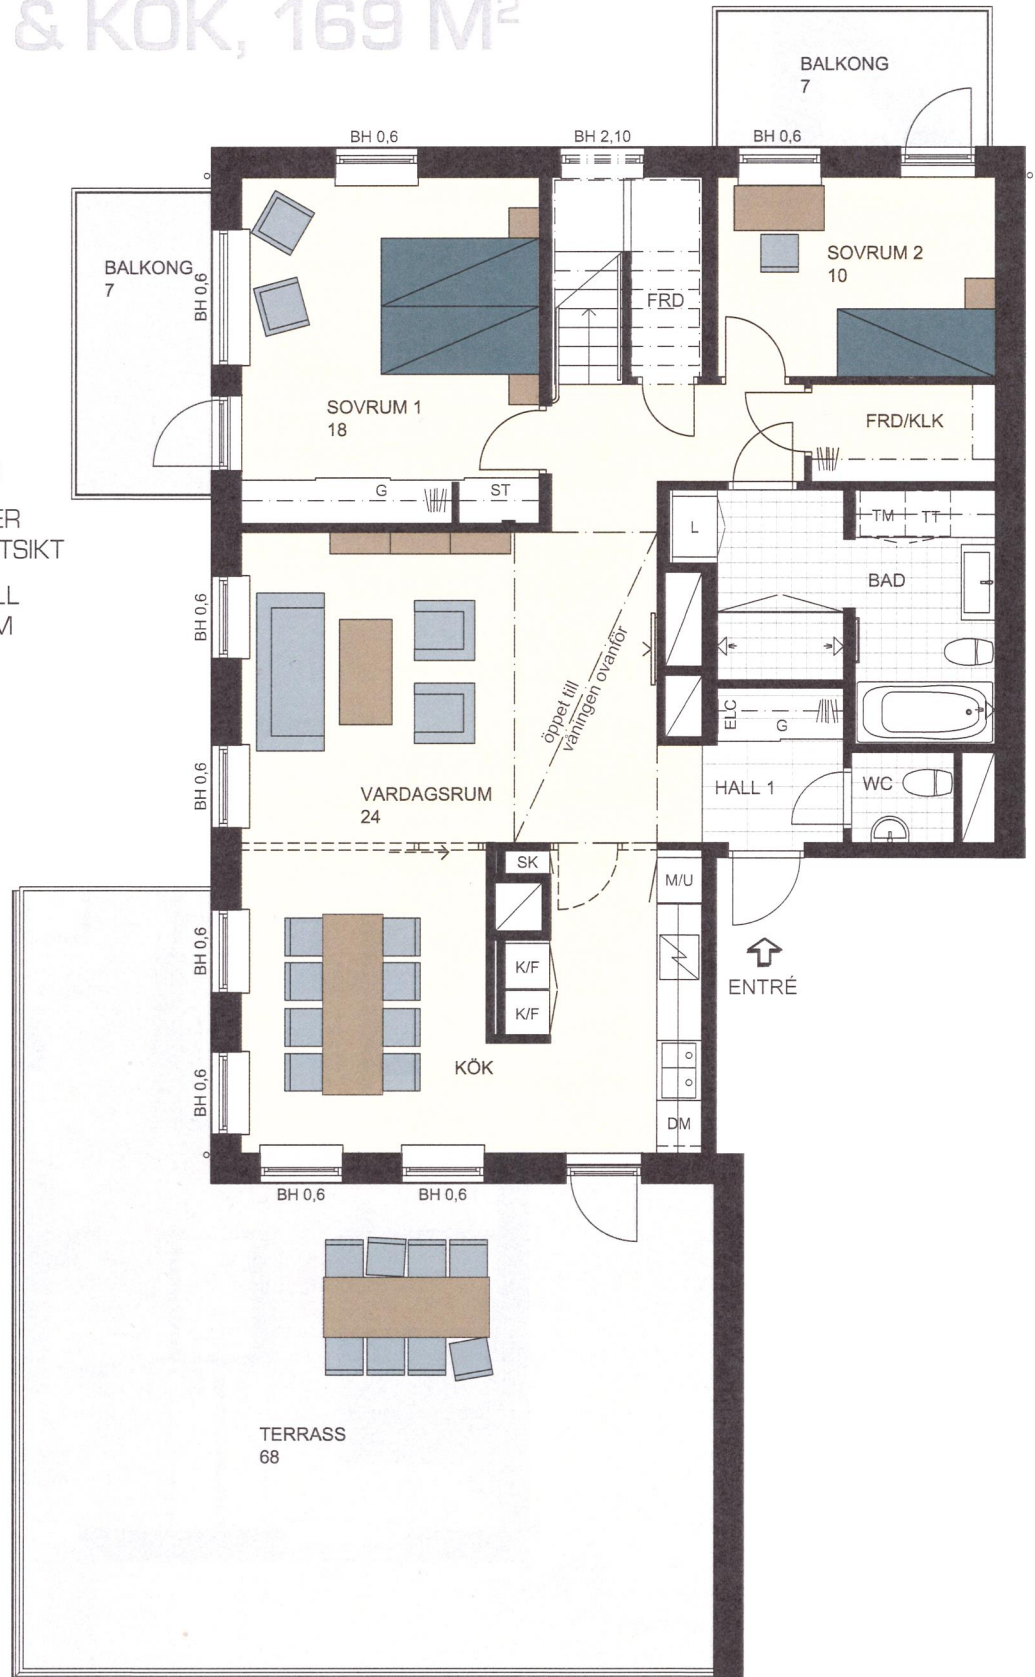 & KÖK, 169 M²
BALKONG
7
BH 0,6
BH 2,10
BH 0,6
BALKONG
7
BH 0,6
SOVRUM 2
10
FRD
SOVRUM 1
18
FRD/KLK
G
ST
L
TM
TT
ER
TSIKT
LL
M
BAD
BH 0,6
öppet till
våningen ovanför
ELC
G
BH 0,6
VARDAGSRUM
24
HALL 1
WC
SK
M/U
BH 0,6
K/F
K/F
ENTRÉ
KÖK
BH 0,6
DM
BH 0,6
BH 0,6
TERRASS
68